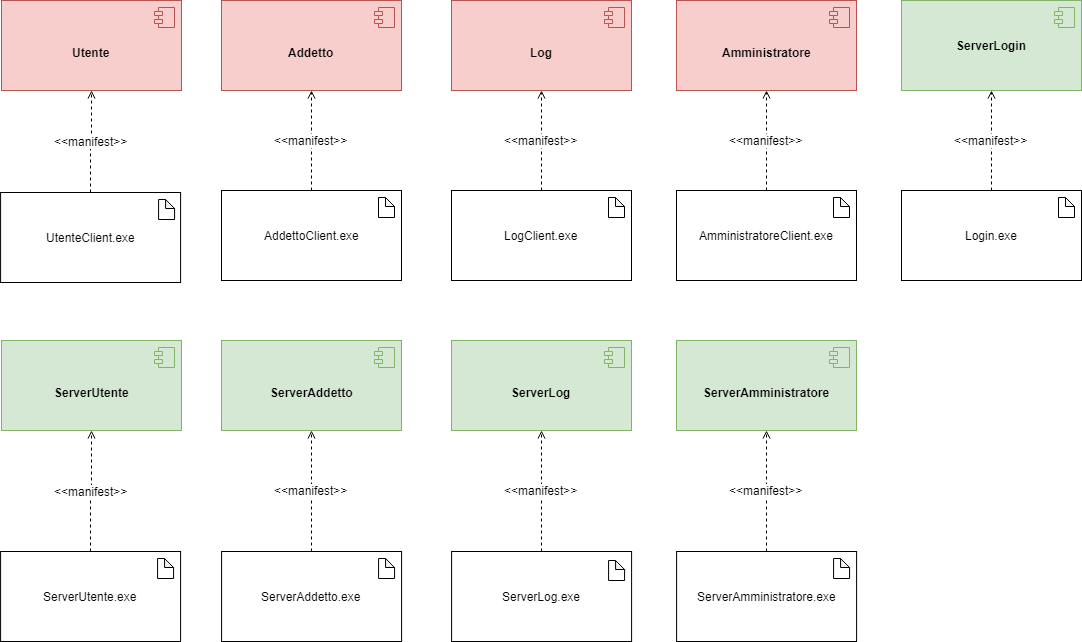 Utente
Addetto
Log
Amministratore
ServerLogin
<<manifest>>
<<manifest>>
<<manifest>>
<<manifest>>
<<manifest>>
UtenteClient.exe
AddettoClient.exe
LogClient.exe
AmministratoreClient.exe
Login.exe
ServerUtente
ServerAddetto
ServerLog
ServerAmministratore
<<manifest>>
<<manifest>>
<<manifest>>
<<manifest>>
ServerUtente.exe
ServerAddetto.exe
ServerLog.exe
ServerAmministratore.exe